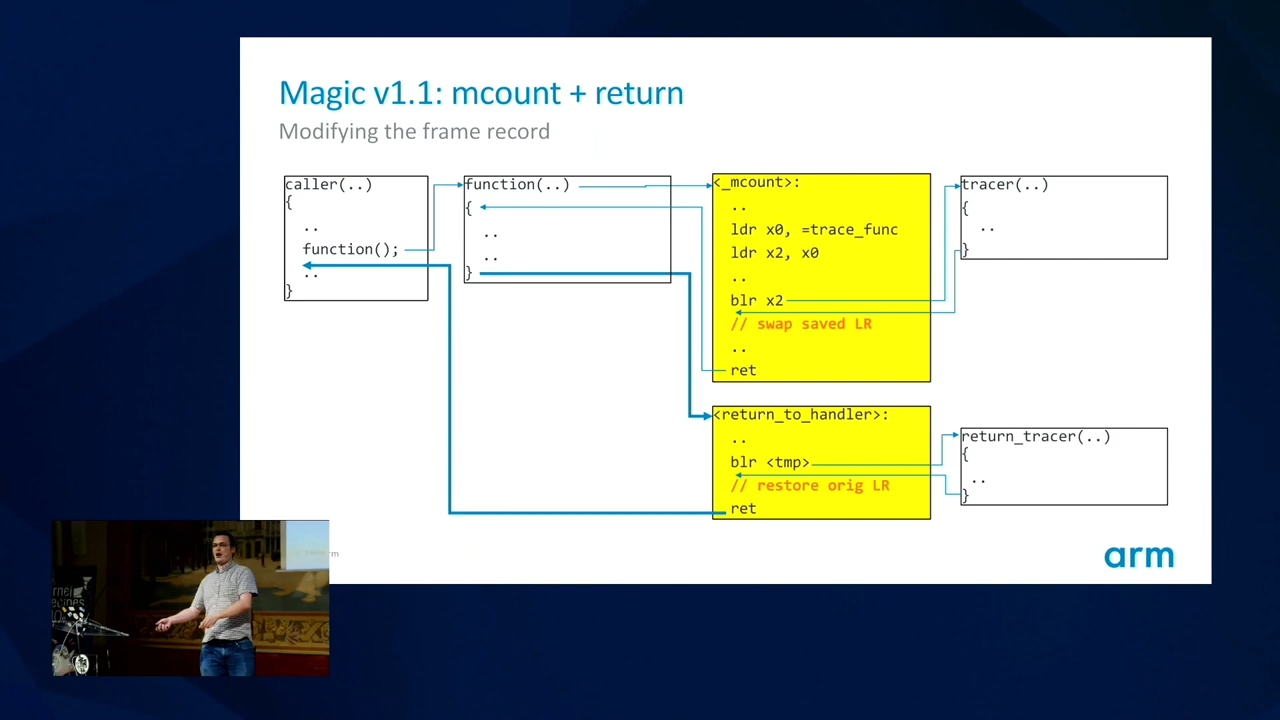 Magic v1.1: mcount + return
Modifying the frame record
caller(..)
{
..
function();
..
}
function(..)
{
..
..
}
<_mcount>:
..
ldr x0, =trace_func
ldr x2, x0
..
blr x2
// swap saved LR
..
ret
tracer(..)
{
..
}
<return_to_handler>:
..
blr <tmp>
// restore orig LR
ret
return_tracer(..)
{
..
}
arm